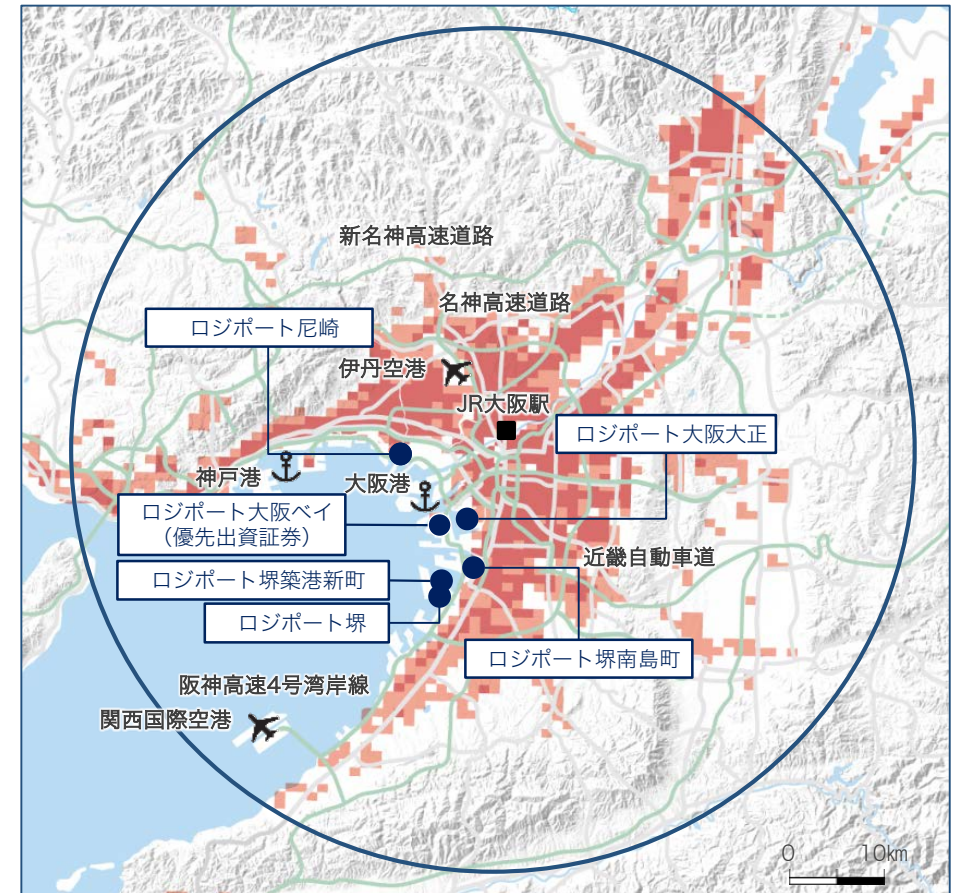 新名神高速道路
名神高速道路
ロジポート尼崎
伊丹空港
JR大阪駅
ロジポート大阪大正
神戸港
大阪港
ロジポート大阪ベイ
（優先出資証券）
近畿自動車道
ロジポート堺築港新町
ロジポート堺
ロジポート堺南島町
阪神高速4号湾岸線
関西国際空港
0 10km